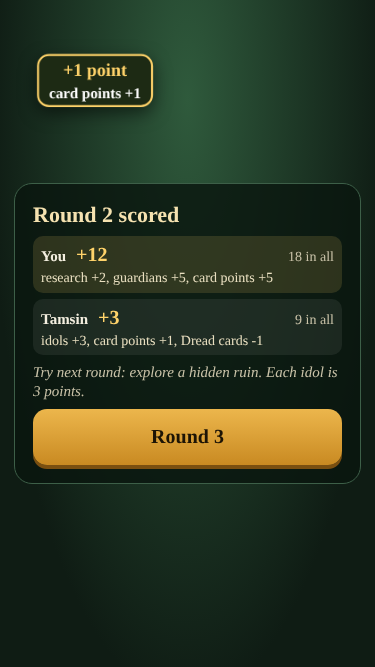 +1 point
card points +1
Round 2 scored
You +12 18 in all
research +2, guardians +5, card points +5
Tamsin +3 9 in all
idols +3, card points +1, Dread cards -1
Try next round: explore a hidden ruin. Each idol is
3 points.
Round 3